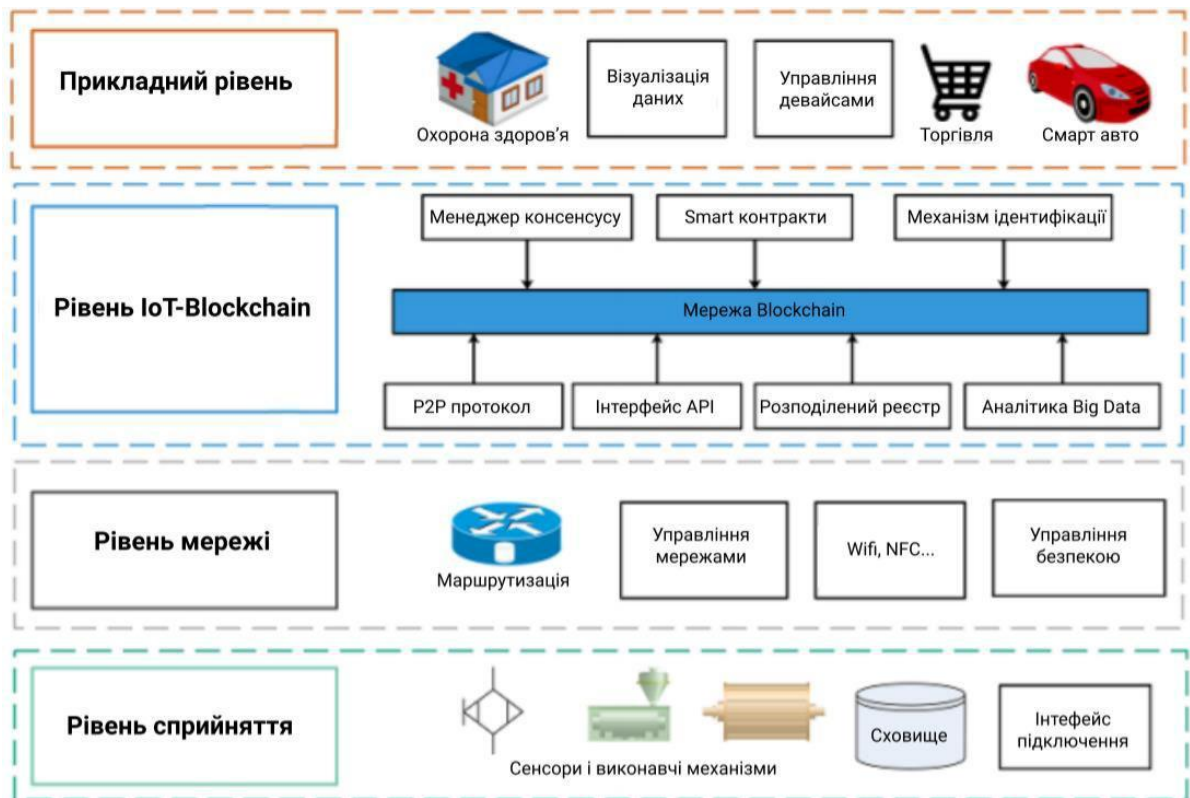 Прикладний рівень
Візуалізація
даних
Управління
девайсами
Охорона здоров’я
Торгівля
Смарт авто
Рівень IoT-Blockchain
Менеджер консенсусу
Smart контракти
Механізм ідентифікації
Мережа Blockchain
P2P протокол
Інтерфейс API
Розподілений реєстр
Аналітика Big Data
Рівень мережі
Маршрутизація
Управління
мережами
Wifi, NFC...
Управління
безпекою
Рівень сприйняття
Сенсори і виконавчі механізми
Сховище
Інтефейс
підключення